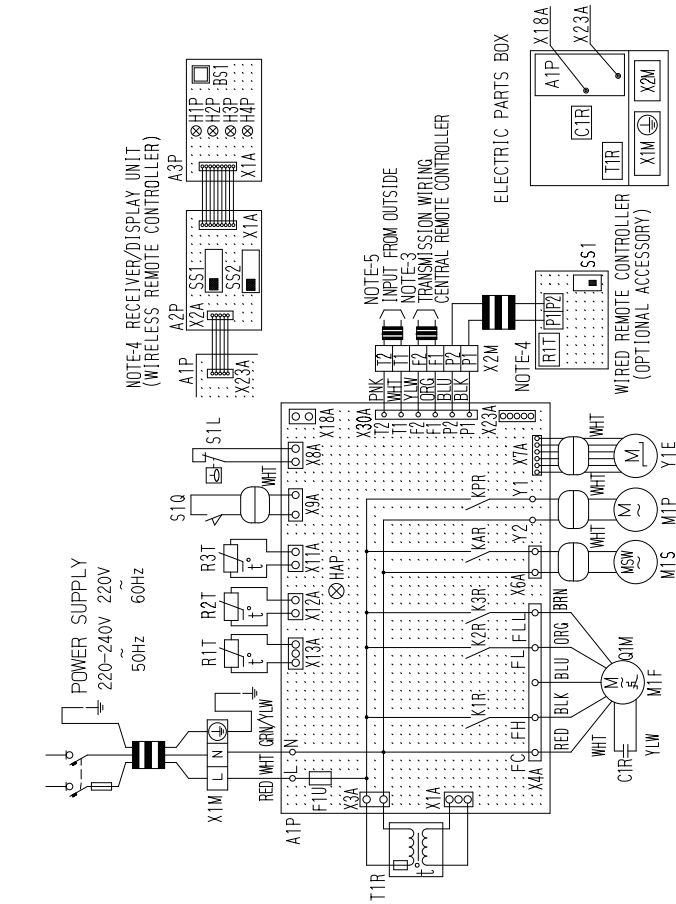 NOTE-4 RECEIVER/DISPLAY UNIT
(WIRELESS REMOTE CONTROLLER)
A1P
X23A
A2P
X2A
SS1
SS2
X1A
A3P
X1A
H1P
H2P
H3P
H4P
BS1
ELECTRIC PARTS BOX
X18A
X23A
A1P
C1R
T1R
X1M
X2M
POWER SUPPLY
220-240V 220V
~ ~
50Hz 60Hz
X1M
L N
RED WHT GRN/YLW
L N
R1T
t°
X13A
R2T
t°
X12A
R3T
t°
X11A
S1Q
WHT
X9A
S1L
X8A
X18A
HAP
A1P
F1U
X3A
X1A
T1R
t°
X30A
T2
T1
F2
F1
P2
P1
PNK
WHT
YLW
ORG
BLU
BLK
T2
T1
F2
F1
P2
P1
X2M
NOTE-5
INPUT FROM OUTSIDE
NOTE-3
TRANSMISSION WIRING
CENTRAL REMOTE CONTROLLER
NOTE-4
R1T
P1P2
SS1
WIRED REMOTE CONTROLLER
(OPTIONAL ACCESSORY)
X23A
K1R
K2R
K3R
KAR
KPR
FC FH FL FLL
X4A
X6A
Y2 Y1
X7A
RED
BLK
BLU
ORG
BRN
WHT
YLW
C1R
M
~
Q1M
M1F
WHT
MSW
~
M1S
WHT
M
~
M1P
WHT
M
Y1E